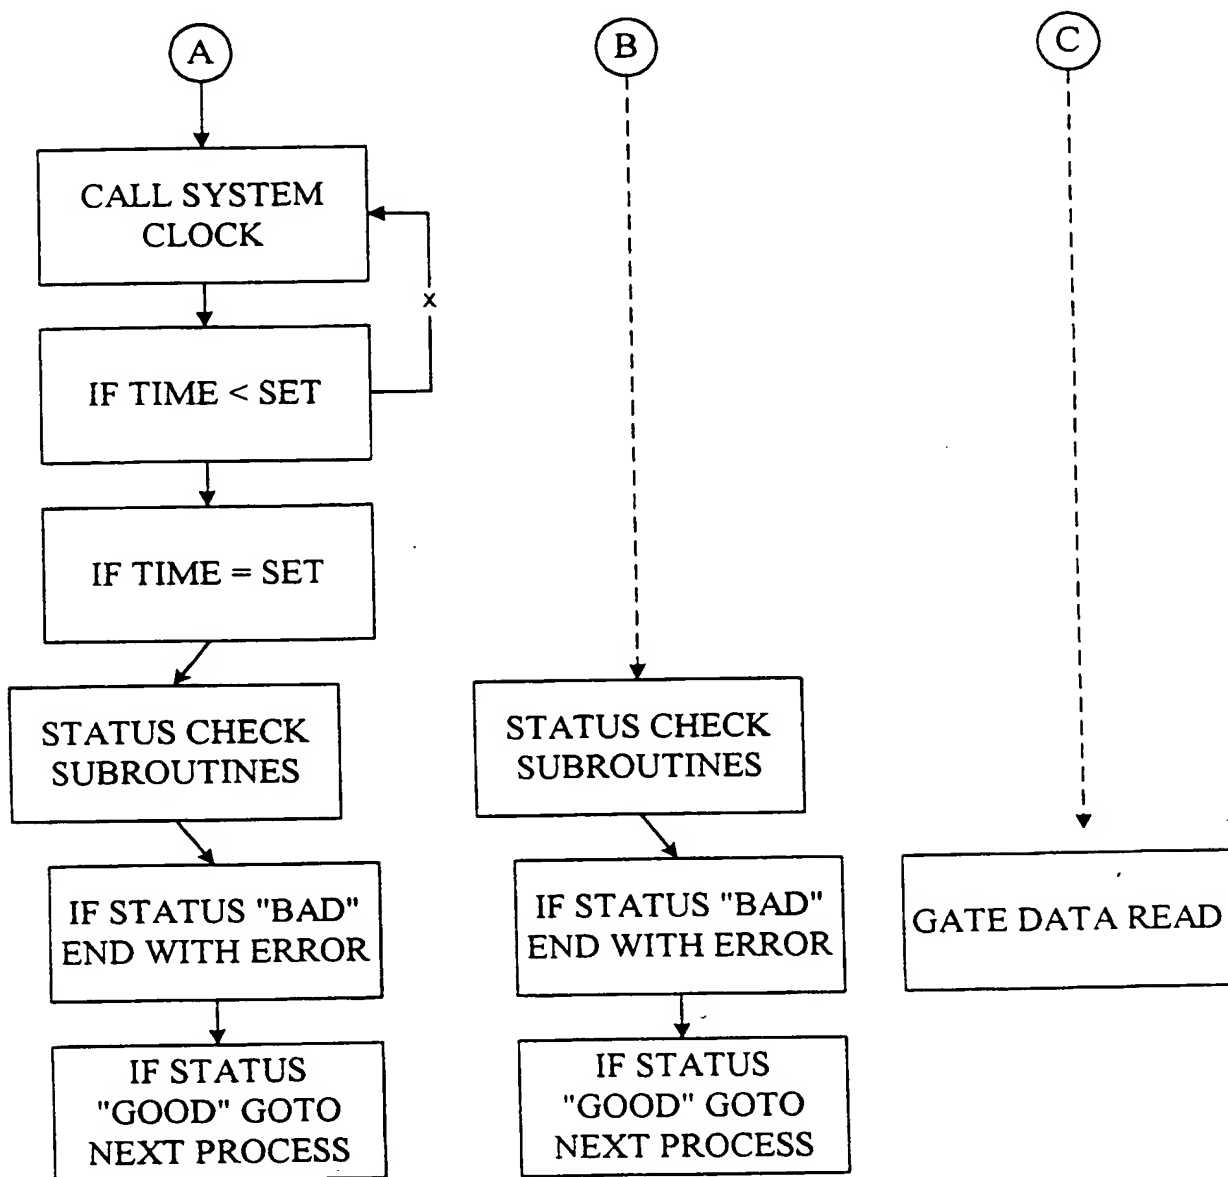 A
B
C
CALL SYSTEM
CLOCK
x
IF TIME < SET
IF TIME = SET
STATUS CHECK
SUBROUTINES
IF STATUS "BAD"
END WITH ERROR
IF STATUS
"GOOD" GOTO
NEXT PROCESS
STATUS CHECK
SUBROUTINES
IF STATUS "BAD"
END WITH ERROR
IF STATUS
"GOOD" GOTO
NEXT PROCESS
GATE DATA READ